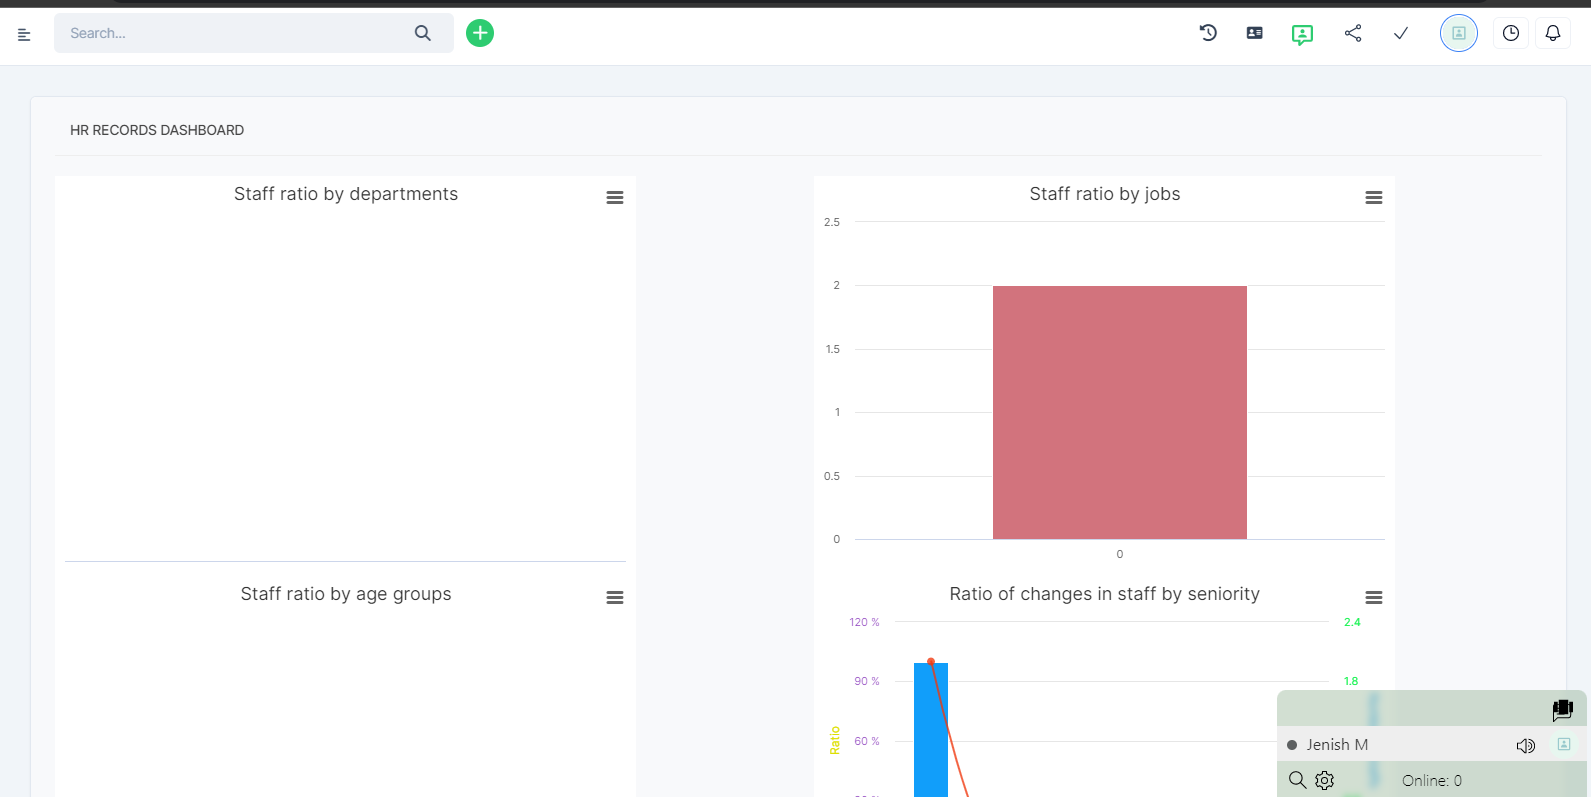 Search...
HR RECORDS DASHBOARD
Staff ratio by departments
Staff ratio by jobs
2.5
2
1.5
1
0.5
0
0
Staff ratio by age groups
Ratio of changes in staff by seniority
120 %
2.4
90 %
1.8
Ratio
60 %
Jenish M
Online: 0